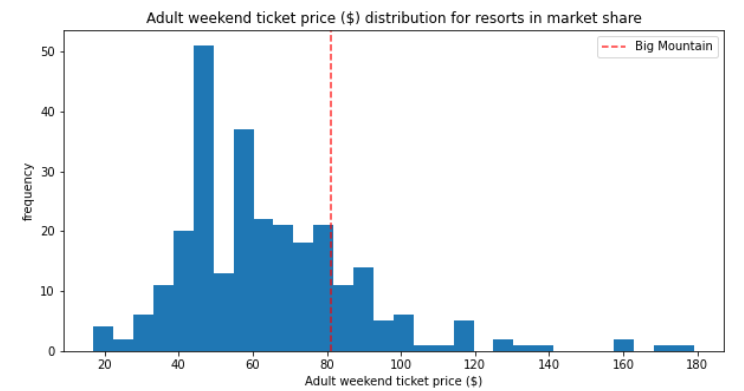 Adult weekend ticket price ($) distribution for resorts in market share
Big Mountain
50
40
30
20
10
0
frequency
20 40 60 80 100 120 140 160 180
Adult weekend ticket price ($)